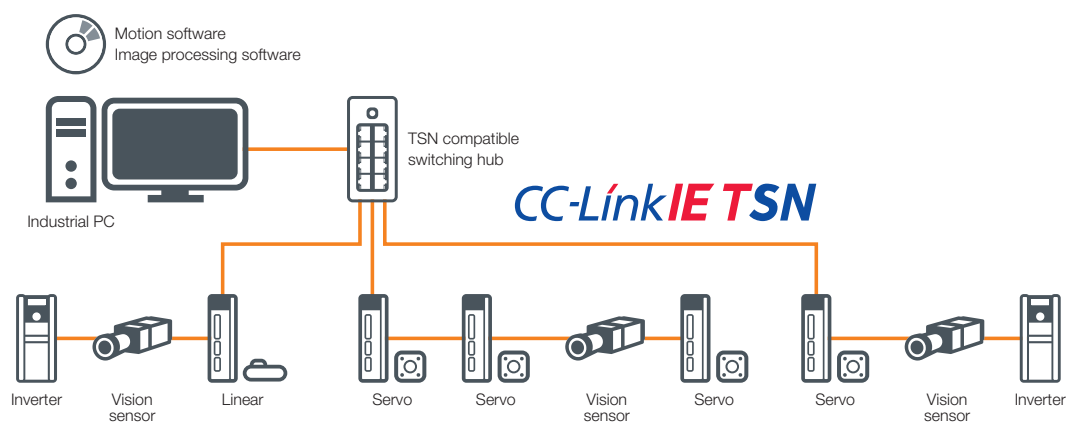 Motion software
Image processing software
TSN compatible
switching hub
Industrial PC
CC-Link IE TSN
Inverter
Vision
sensor
Linear
Servo
Servo
Vision
sensor
Servo
Servo
Vision
sensor
Inverter